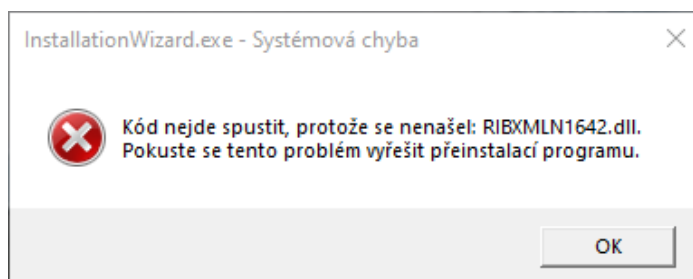 InstallationWizard.exe - Systémová chyba
Kód nejde spustit, protože se nenašel: RIBXMLN1642.dll.
Pokuste se tento problém vyřešit přeinstalací programu.
OK